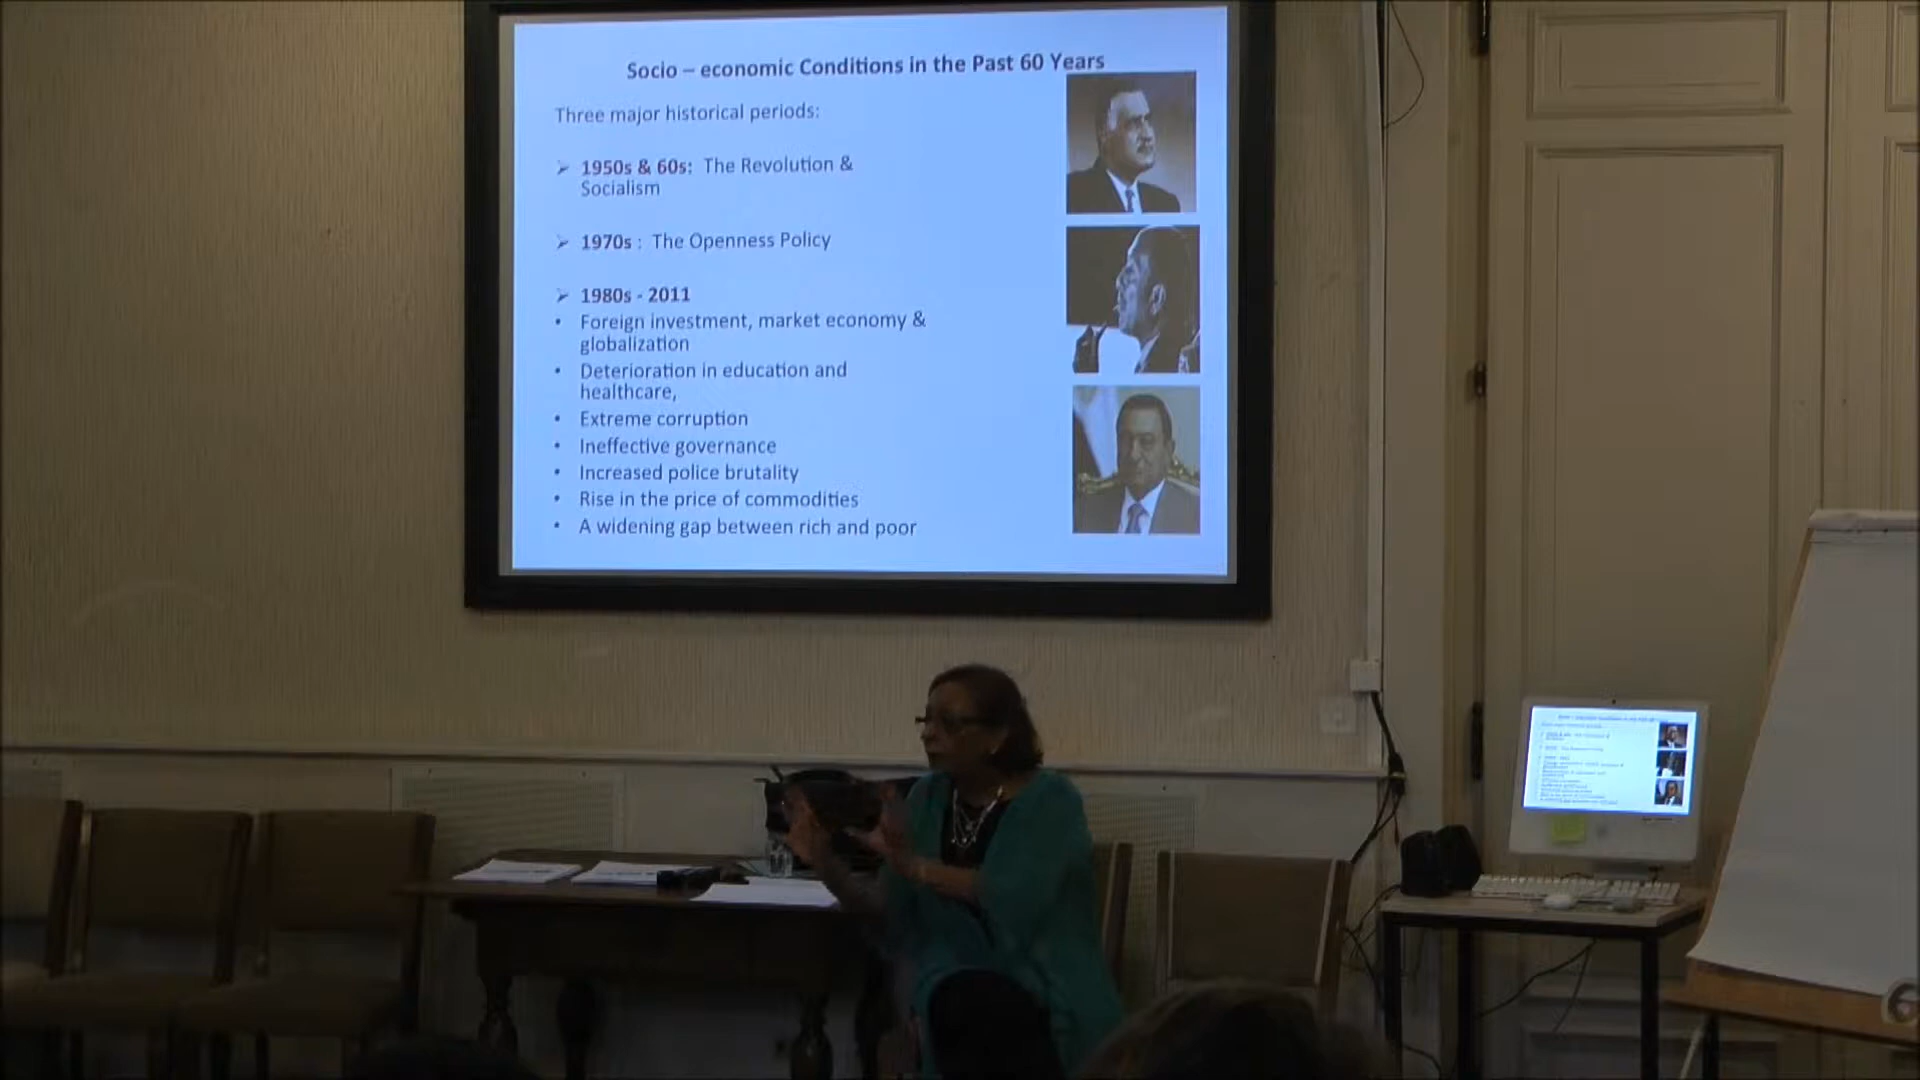 Socio – economic Conditions in the Past 60 Years
Three major historical periods:
➢ 1950s & 60s: The Revolution &
Socialism
➢ 1970s : The Openness Policy
➢ 1980s - 2011
• Foreign investment, market economy &
globalization
• Deterioration in education and
healthcare,
• Extreme corruption
• Ineffective governance
• Increased police brutality
• Rise in the price of commodities
• A widening gap between rich and poor